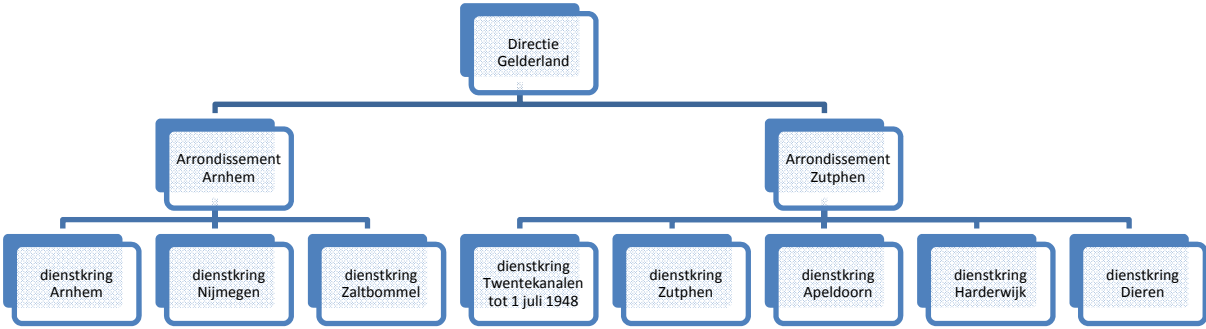 Directie
Gelderland
Arrondissement
Arnhem
Arrondissement
Zutphen
dienstkring
Arnhem
dienstkring
Nijmegen
dienstkring
Zaltbommel
dienstkring
Twentekanalen
tot 1 juli 1948
dienstkring
Zutphen
dienstkring
Apeldoorn
dienstkring
Harderwijk
dienstkring
Dieren